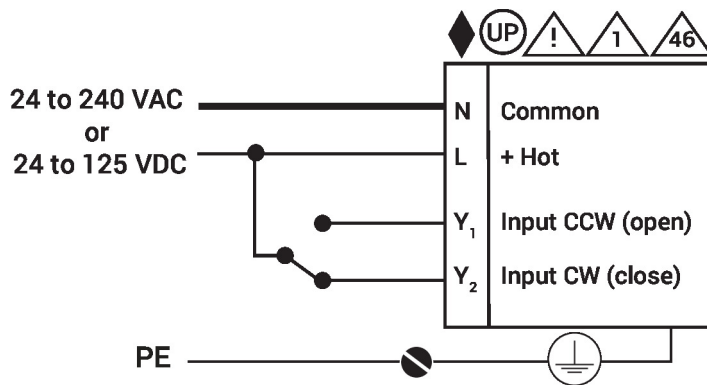 UP ! 1 46
24 to 240 VAC
or
24 to 125 VDC
N Common
L + Hot
Y₁ Input CCW (open)
Y₂ Input CW (close)
PE